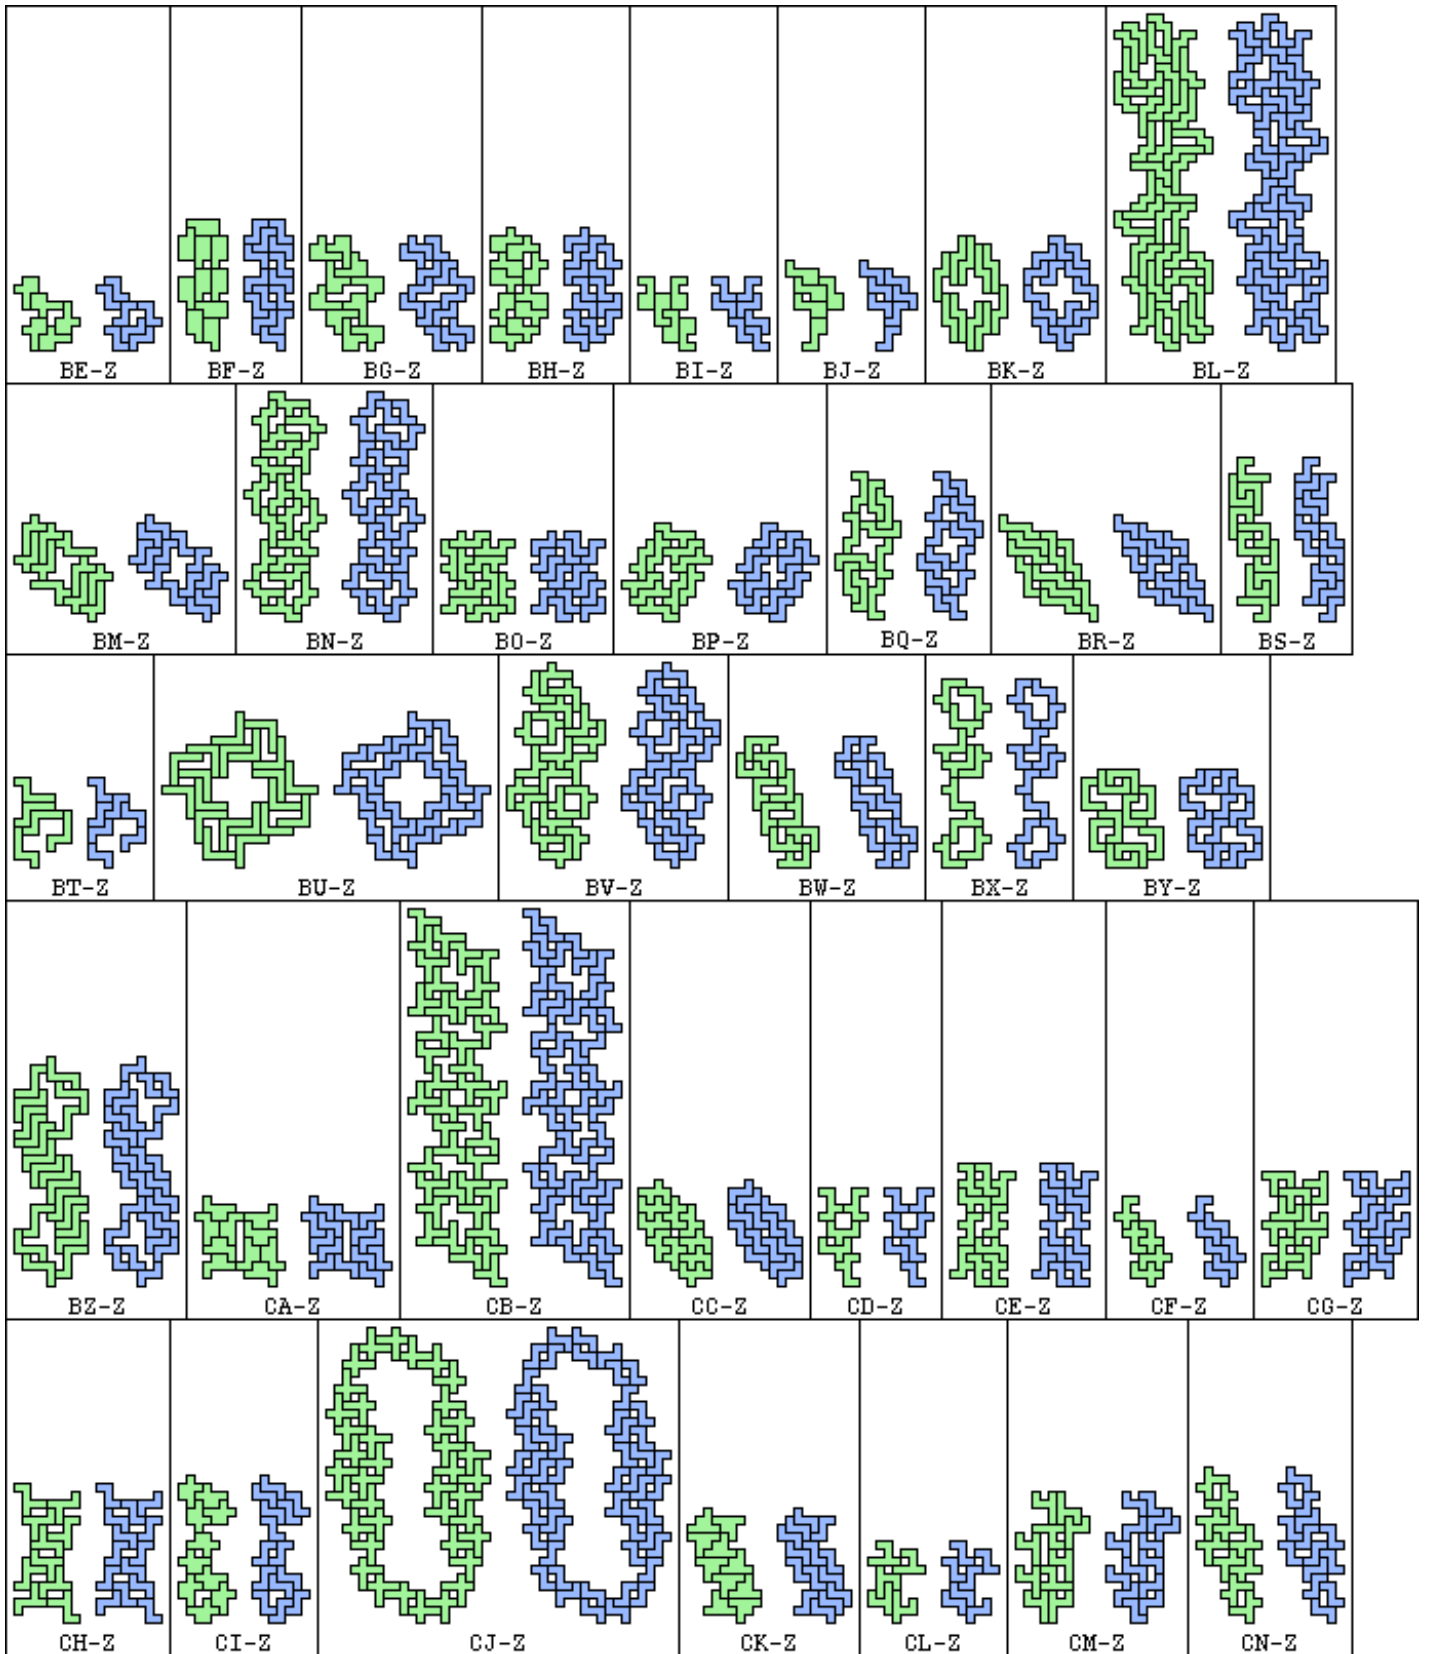 BE-Z BF-Z BG-Z BH-Z BI-Z BJ-Z BK-Z BL-Z
BM-Z BN-Z BO-Z BP-Z BQ-Z BR-Z BS-Z
BT-Z BU-Z BV-Z BW-Z BX-Z BY-Z
BZ-Z CA-Z CB-Z CC-Z CD-Z CE-Z CF-Z CG-Z
CH-Z CI-Z CJ-Z CK-Z CL-Z CM-Z CN-Z